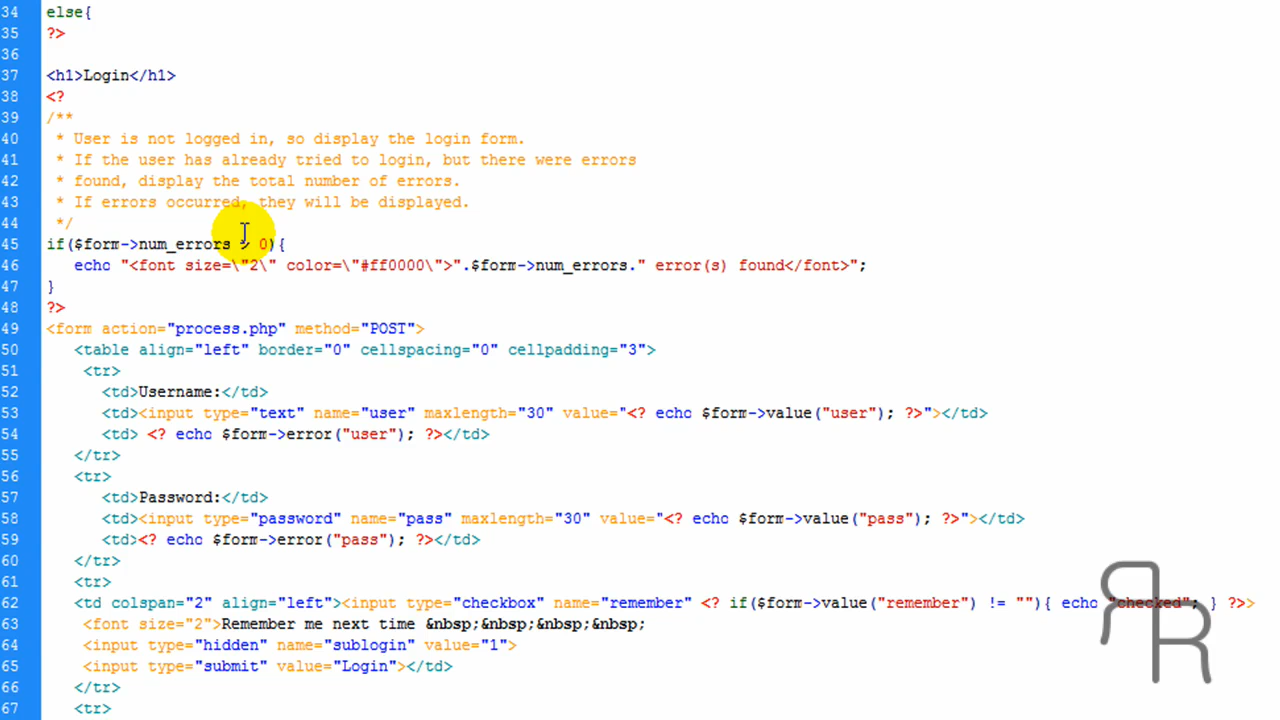 34 else{
35 ?>
36
37 <h1>Login</h1>
38 <?
39 /**
40 * User is not logged in, so display the login form.
41 * If the user has already tried to login, but there were errors
42 * found, display the total number of errors.
43 * If errors occurred, they will be displayed.
44 */
45 if($form->num_errors > 0){
46 echo "<font size=\"2\" color=\"#ff0000\">".$form->num_errors." error(s) found</font>";
47 }
48 ?>
49 <form action="process.php" method="POST">
50 <table align="left" border="0" cellspacing="0" cellpadding="3">
51 <tr>
52 <td>Username:</td>
53 <td><input type="text" name="user" maxlength="30" value="<? echo $form->value("user"); ?>"></td>
54 <td> <? echo $form->error("user"); ?></td>
55 </tr>
56 <tr>
57 <td>Password:</td>
58 <td><input type="password" name="pass" maxlength="30" value="<? echo $form->value("pass"); ?>"></td>
59 <td><? echo $form->error("pass"); ?></td>
60 </tr>
61 <tr>
62 <td colspan="2" align="left"><input type="checkbox" name="remember" <? if($form->value("remember") != ""){ echo "checked"; } ?>>
63 <font size="2">Remember me next time &nbsp;&nbsp;&nbsp;&nbsp;
64 <input type="hidden" name="sublogin" value="1">
65 <input type="submit" value="Login"></td>
66 </tr>
67 <tr>